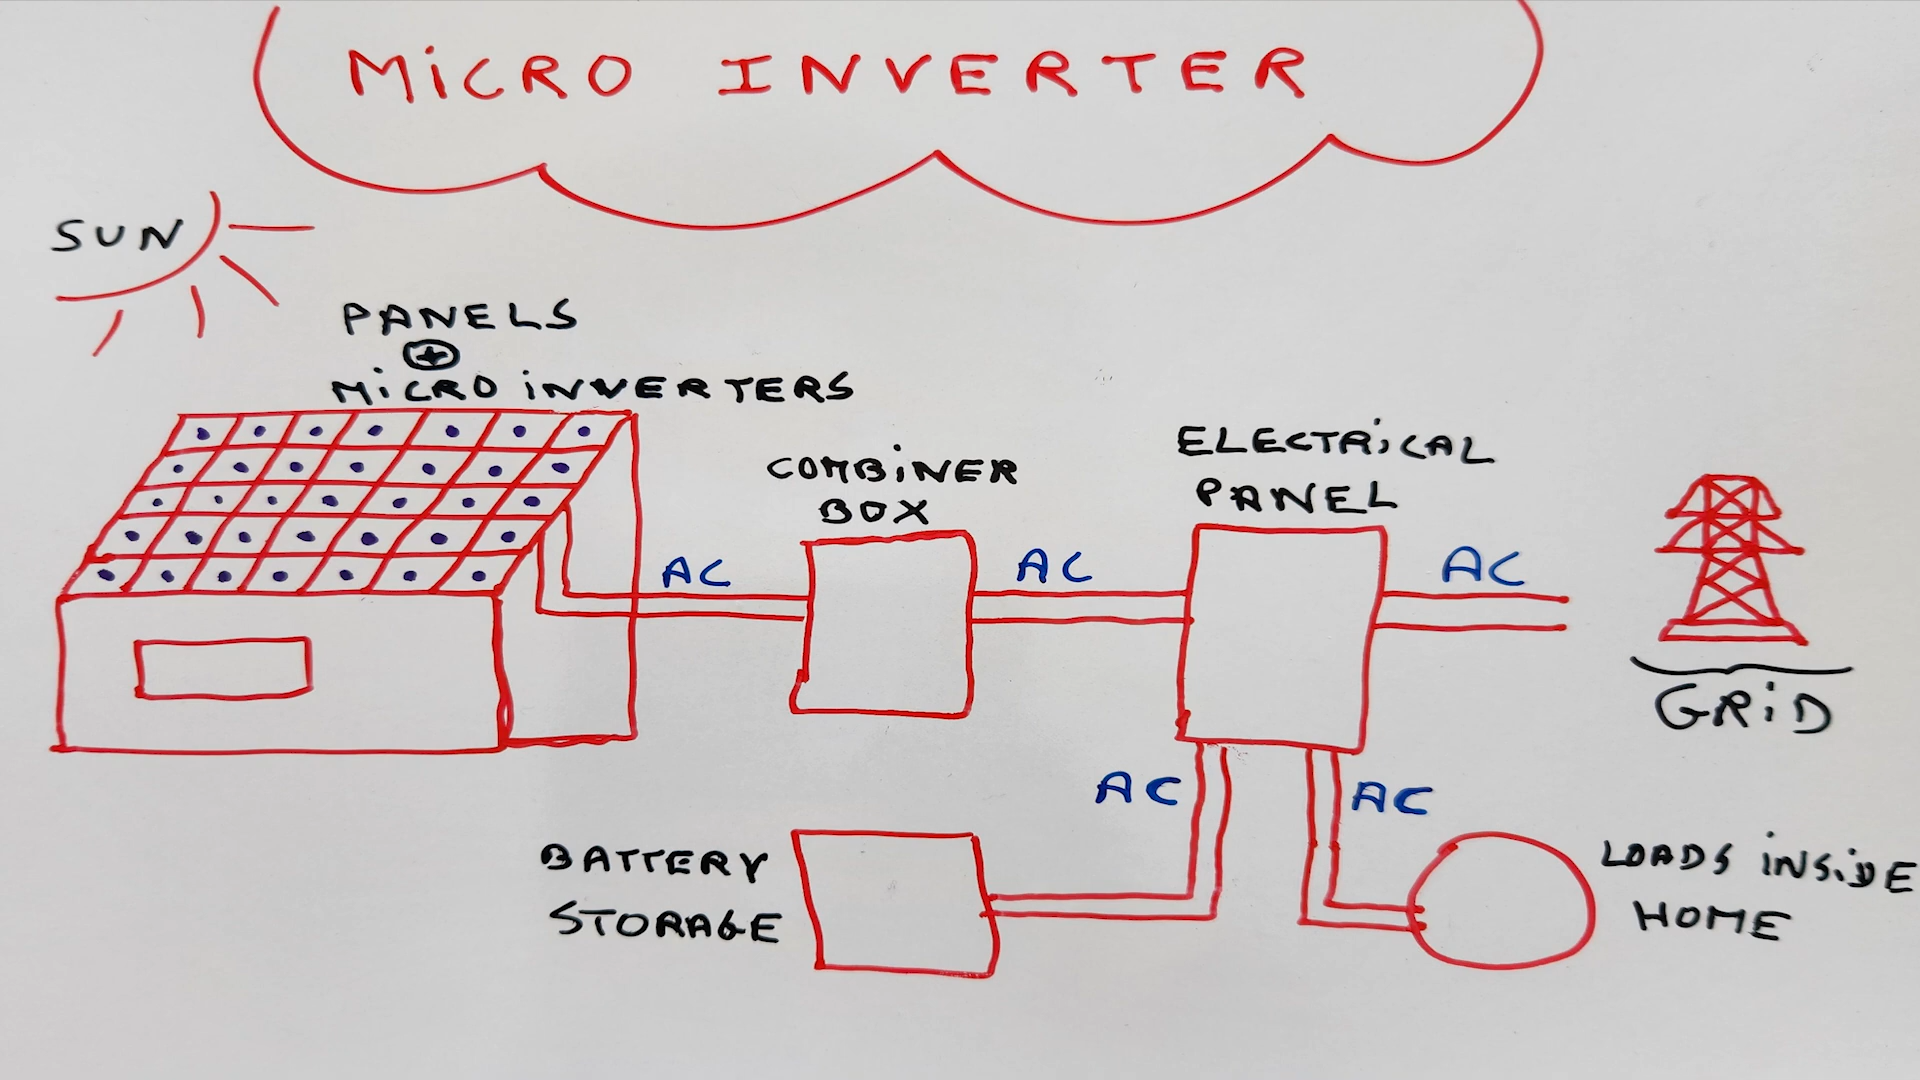 MiCRO INVERTER
SUN
PANELS
+
MiCRO iNVERTERS
COMBiNER
BOX
ELECTRiCAL
PANEL
AC
AC
AC
GRiD
AC
AC
BATTERY
STORAGE
LOADS iNSiDE
HOME